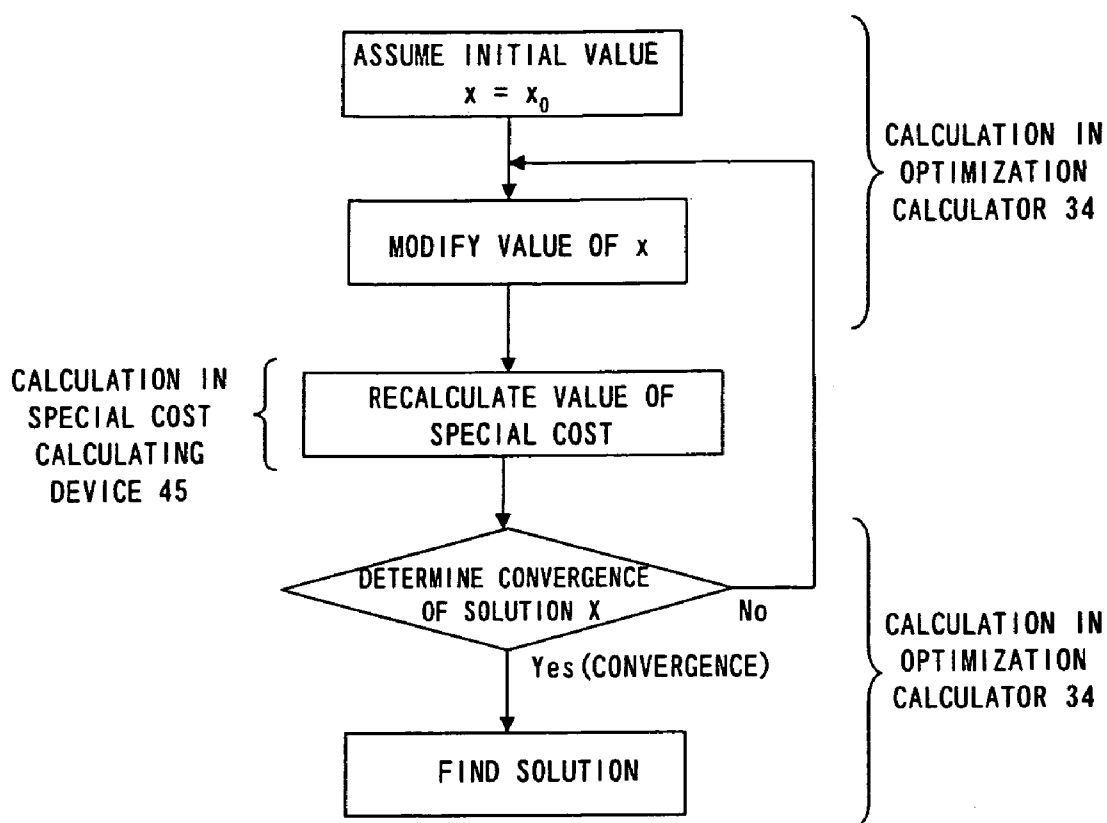 ASSUME INITIAL VALUE
x = x₀
CALCULATION IN
OPTIMIZATION
CALCULATOR 34
MODIFY VALUE OF x
CALCULATION IN
SPECIAL COST
CALCULATING
DEVICE 45
RECALCULATE VALUE OF
SPECIAL COST
DETERMINE CONVERGENCE
OF SOLUTION X
No
Yes (CONVERGENCE)
CALCULATION IN
OPTIMIZATION
CALCULATOR 34
FIND SOLUTION